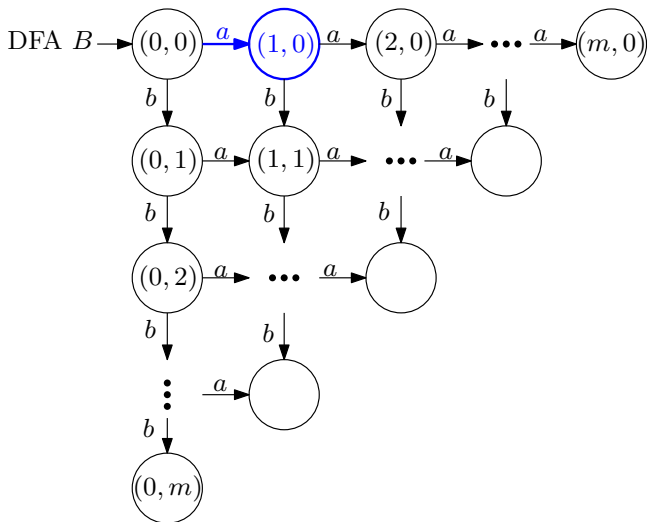 DFA B (0, 0) a (1, 0) a (2, 0) a ••• a (m, 0)
b b b b
(0, 1) a (1, 1) a ••• a
b b b
(0, 2) a ••• a
b b
a
b
(0, m)